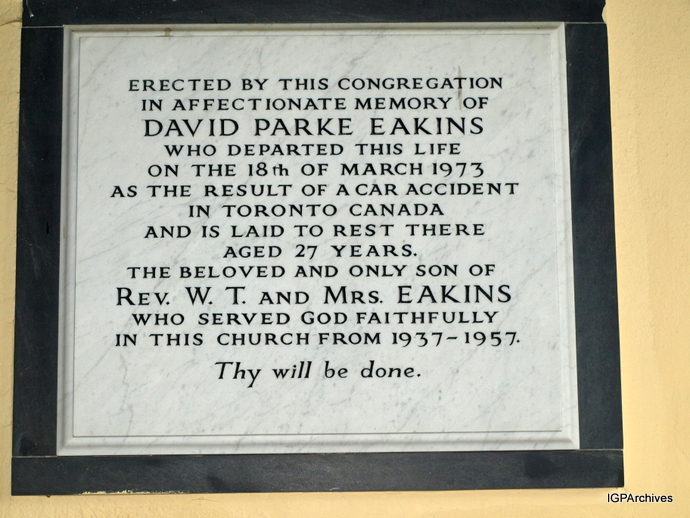 ERECTED BY THIS CONGREGATION
IN AFFECTIONATE MEMORY OF
DAVID PARKE EAKINS
WHO DEPARTED THIS LIFE
ON THE 18th OF MARCH 1973
AS THE RESULT OF A CAR ACCIDENT
IN TORONTO CANADA
AND IS LAID TO REST THERE
AGED 27 YEARS.
THE BELOVED AND ONLY SON OF
REV. W. T. AND MRS. EAKINS
WHO SERVED GOD FAITHFULLY
IN THIS CHURCH FROM 1937-1957.
Thy will be done.
IGPArchives